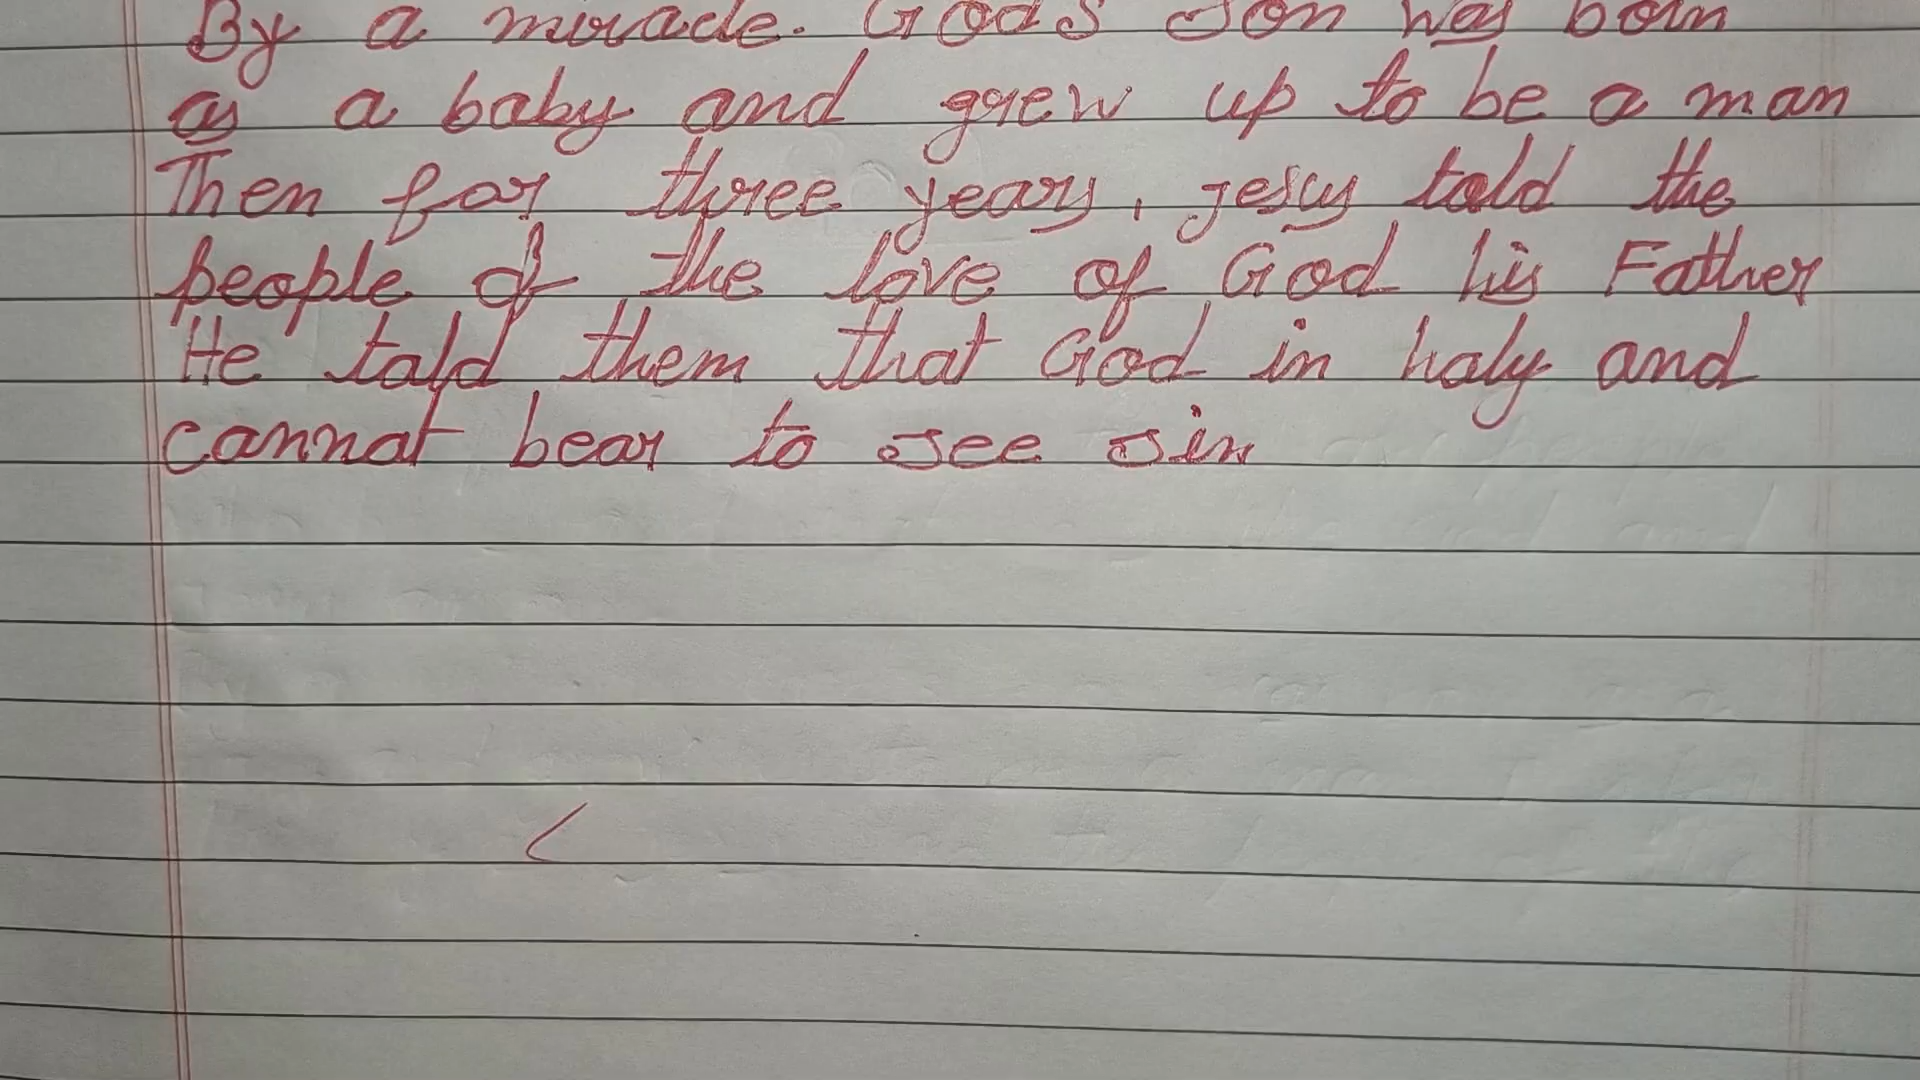 By a miracle. God's Son was born
as a baby and grew up to be a man
Then for three years, Jesus told the
people of the love of God his Father
He told them that God in holy and
cannot bear to see sin